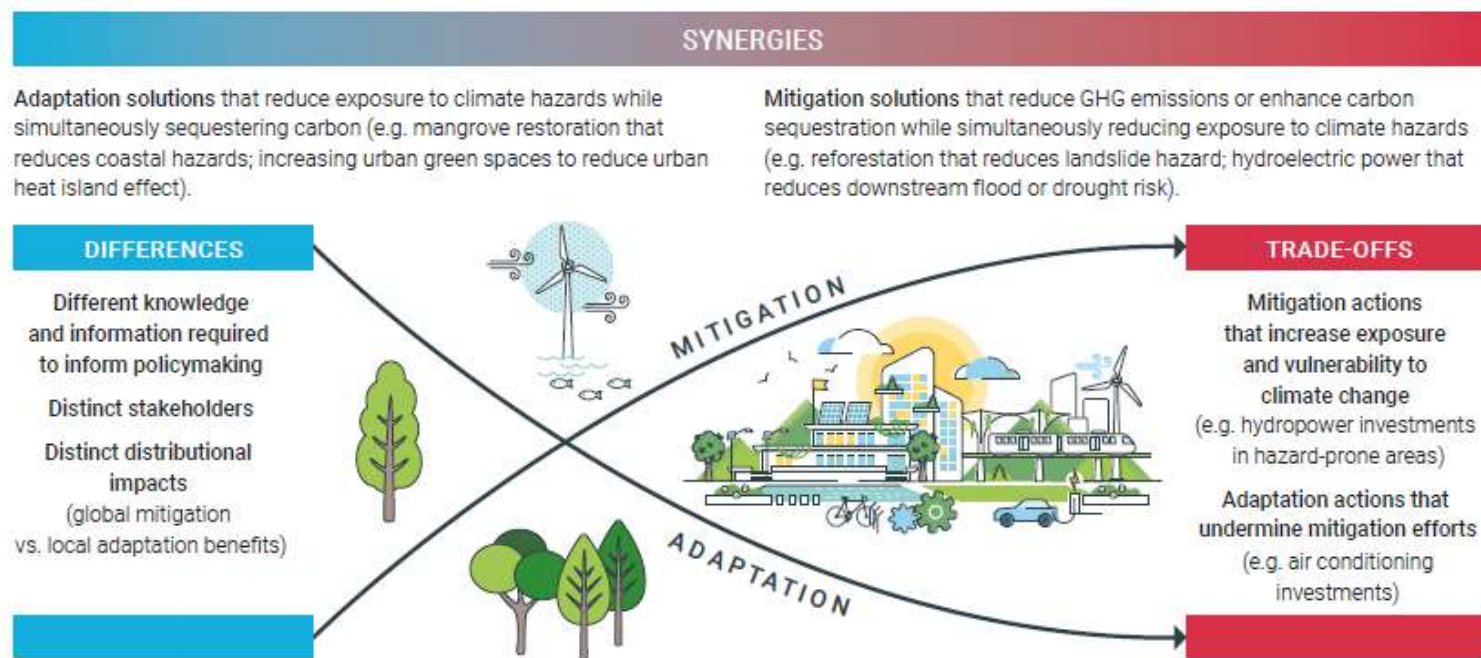 SYNERGIES
Adaptation solutions that reduce exposure to climate hazards while
simultaneously sequestering carbon (e.g. mangrove restoration that
reduces coastal hazards; increasing urban green spaces to reduce urban
heat island effect).
Mitigation solutions that reduce GHG emissions or enhance carbon
sequestration while simultaneously reducing exposure to climate hazards
(e.g. reforestation that reduces landslide hazard; hydroelectric power that
reduces downstream flood or drought risk).
DIFFERENCES
Different knowledge
and information required
to inform policymaking
Distinct stakeholders
Distinct distributional
impacts
(global mitigation
vs. local adaptation benefits)
MITIGATION
ADAPTATION
TRADE-OFFS
Mitigation actions
that increase exposure
and vulnerability to
climate change
(e.g. hydropower investments
in hazard-prone areas)
Adaptation actions that
undermine mitigation efforts
(e.g. air conditioning
investments)